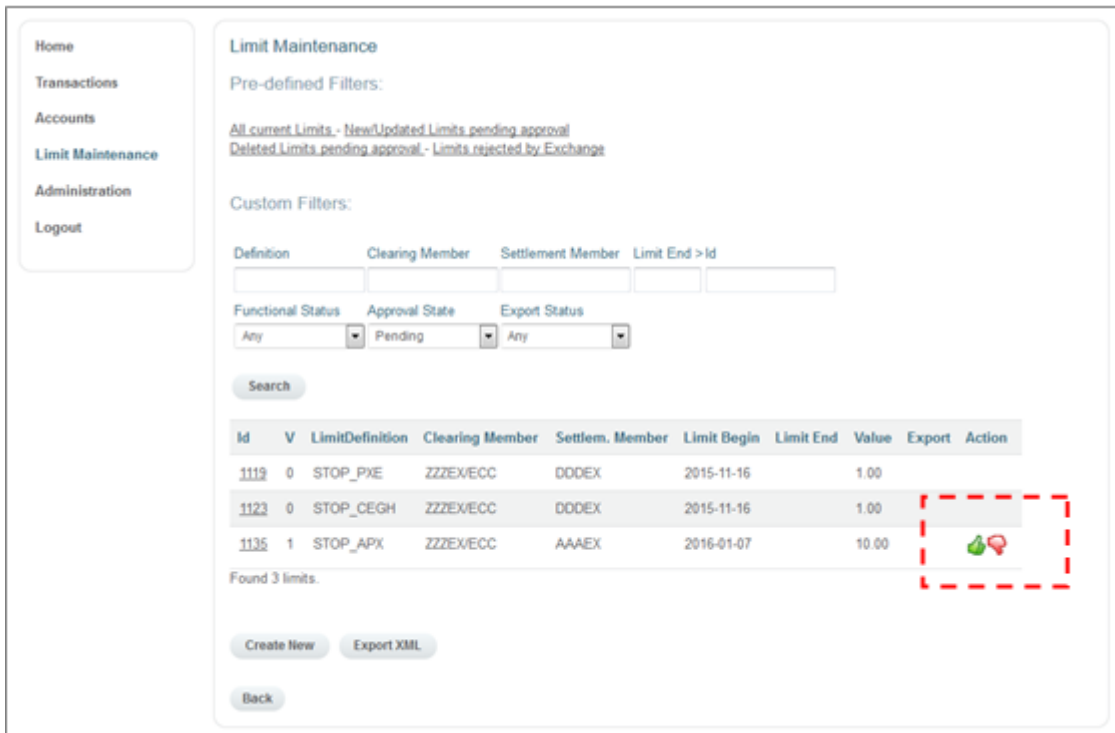 Home
Transactions
Accounts
Limit Maintenance
Administration
Logout
Limit Maintenance
Pre-defined Filters:
All current Limits - New/Updated Limits pending approval
Deleted Limits pending approval - Limits rejected by Exchange
Custom Filters:
Definition Clearing Member Settlement Member Limit End > Id
Functional Status Approval State Export Status
Any Pending Any
Search
Id V LimitDefinition Clearing Member Settlem. Member Limit Begin Limit End Value Export Action
1119 0 STOP_PXE ZZZEX/ECC DDDEX 2015-11-16 1.00
1123 0 STOP_CEGH ZZZEX/ECC DDDEX 2015-11-16 1.00
1135 1 STOP_APX ZZZEX/ECC AAAEX 2016-01-07 10.00
Found 3 limits.
Create New Export XML
Back